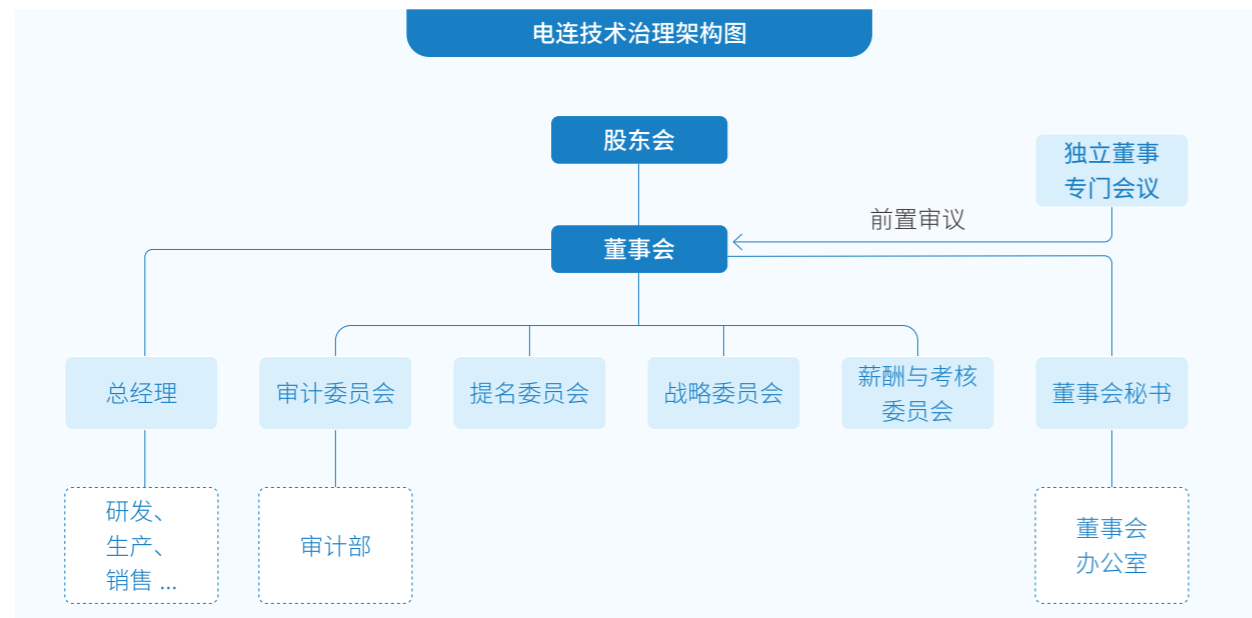 电连技术治理架构图
股东会
独立董事
专门会议
前置审议
董事会
总经理
审计委员会
提名委员会
战略委员会
薪酬与考核
委员会
董事会秘书
研发、
生产、
销售 ...
审计部
董事会
办公室